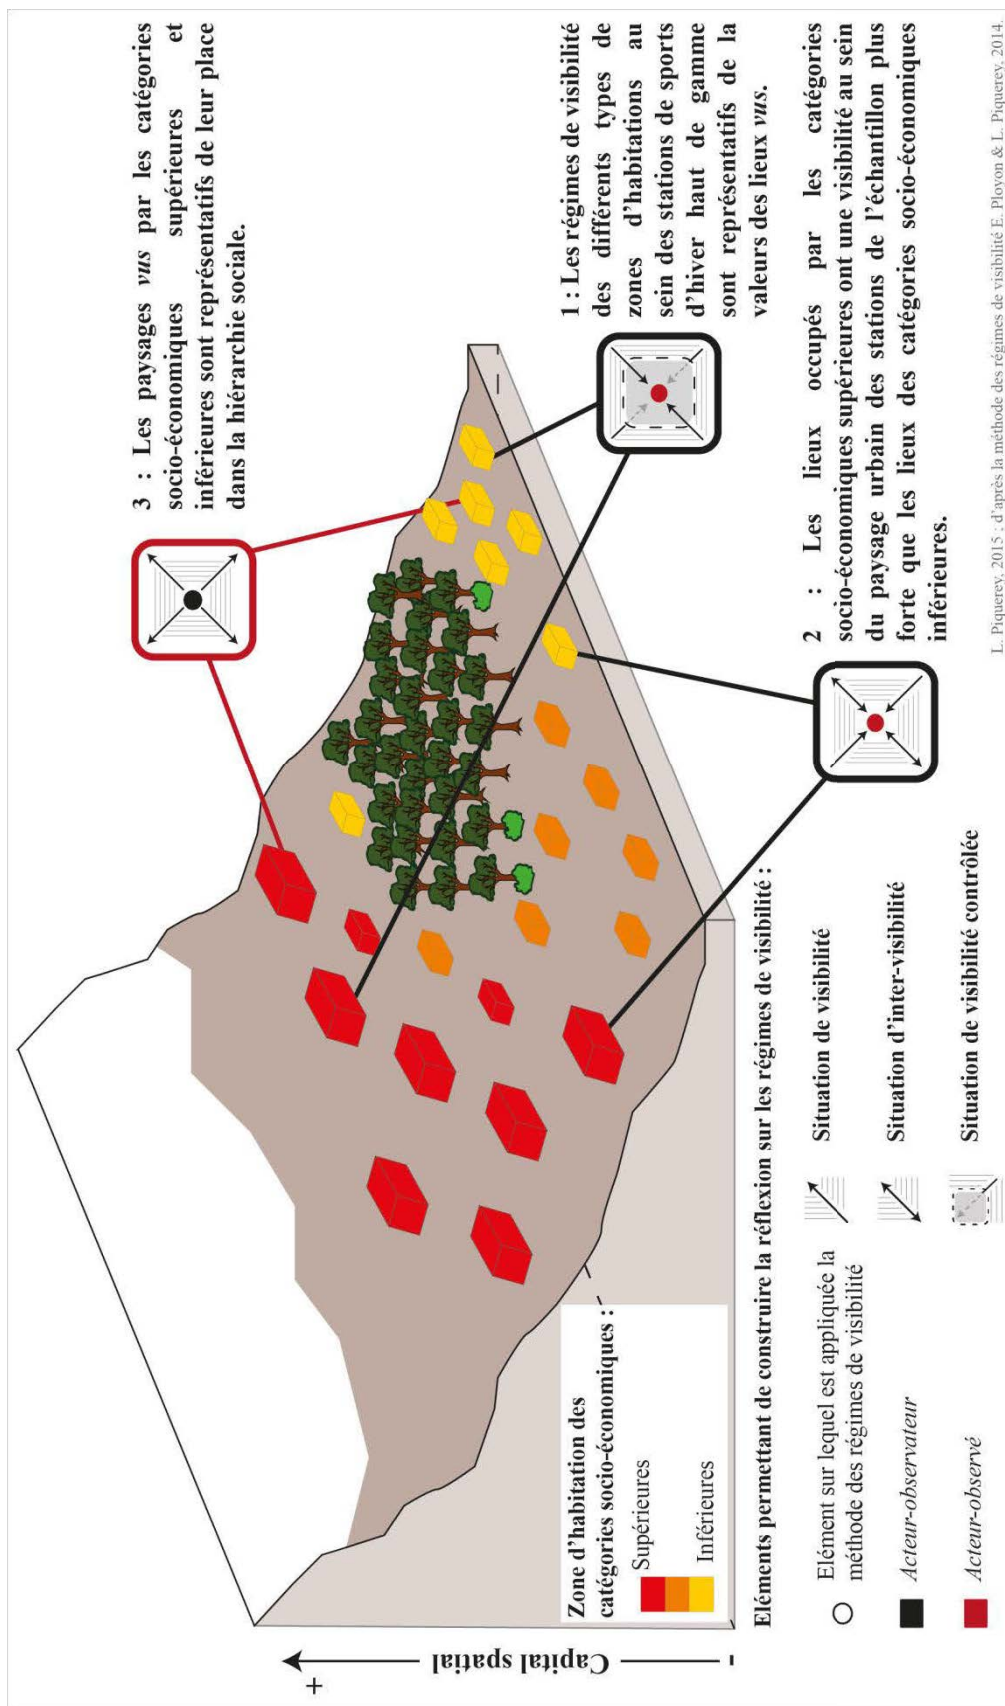 3 : Les paysages vus par les catégories
socio-économiques supérieures et
inférieures sont représentatifs de leur place
dans la hiérarchie sociale.
1 : Les régimes de visibilité
des différents types de
zones d'habitations au
sein des stations de sports
d'hiver haut de gamme
sont représentatifs de la
valeurs des lieux vus.
2 : Les lieux occupés par les catégories
socio-économiques supérieures ont une visibilité au sein
du paysage urbain des stations de l'échantillon plus
forte que les lieux des catégories socio-économiques
inférieures.
+
Capital spatial
-
Zone d'habitation des
catégories socio-économiques :
Supérieures
Inférieures
Eléments permettant de construire la réflexion sur les régimes de visibilité :
Elément sur lequel est appliquée la
méthode des régimes de visibilité
Acteur-observateur
Acteur-observé
Situation de visibilité
Situation d'inter-visibilité
Situation de visibilité contrôlée
L. Piquerey, 2015 ; d'après la méthode des régimes de visibilité E. Ployon & L. Piquerey, 2014.